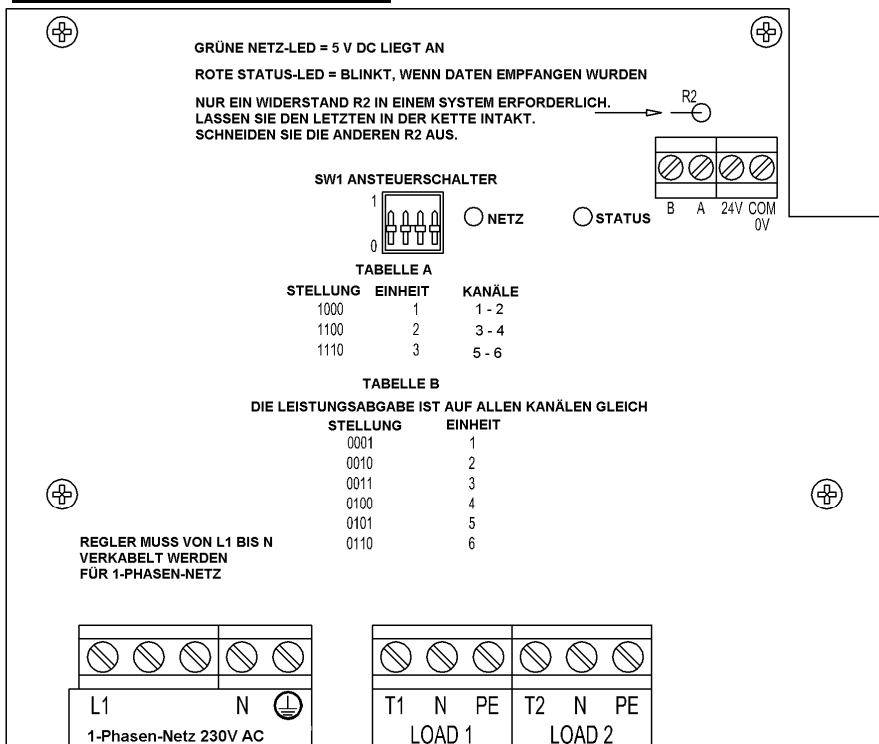 GRÜNE NETZ-LED = 5 V DC LIEGT AN
ROTE STATUS-LED = BLINKT, WENN DATEN EMPFANGEN WURDEN
NUR EIN WIDERSTAND R2 IN EINEM SYSTEM ERFORDERLICH.
LASSEN SIE DEN LETZTEN IN DER KETTE INTAKT.
SCHNEIDEN SIE DIE ANDEREN R2 AUS.
R2
B A 24V COM
0V
SW1 ANSTEUERSCHALTER
1
0
NETZ
STATUS
TABELLE A
STELLUNG EINHEIT KANÄLE
1000 1 1 - 2
1100 2 3 - 4
1110 3 5 - 6
TABELLE B
DIE LEISTUNGSABGABE IST AUF ALLEN KANÄLEN GLEICH
STELLUNG EINHEIT
0001 1
0010 2
0011 3
0100 4
0101 5
0110 6
REGLER MUSS VON L1 BIS N
VERKABELT WERDEN
FÜR 1-PHASEN-NETZ
L1 N
1-Phasen-Netz 230V AC
T1 N PE T2 N PE
LOAD 1 LOAD 2